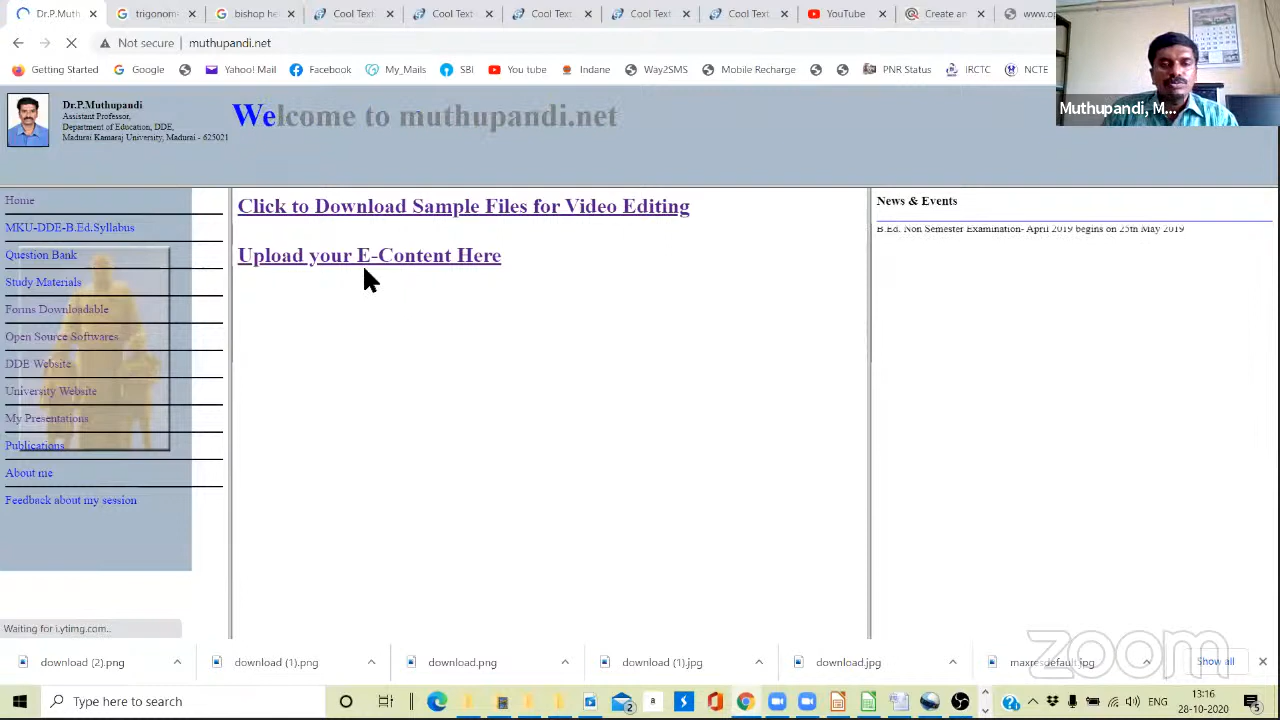 Dr.P.Muth
trigonome
bishop he
Cool Text
Cool Text
Cool Text
Cool Text
Cool Text
YouTube
Create an
www.op
Not secure
muthupandi.net
Getting Started
Google
Yahoo! Mail
Facebook
My_Mails
SBI
YouTube
Indane
Way2SMS
Mobile Recharge
PNR Status
IRCTC
NCTE
Muthupandi, M...
Dr.P.Muthupandi
Assistant Professor,
Department of Education, DDE,
Madurai Kamaraj University, Madurai - 625021
Welcome to muthupandi.net
Home
MKU-DDE-B.Ed.Syllabus
Question Bank
Study Materials
Forms Downloadable
Open Source Softwares
DDE Website
University Website
My Presentations
Publications
About me
Feedback about my session
Click to Download Sample Files for Video Editing
Upload your E-Content Here
News & Events
B.Ed. Non Semester Examination- April 2019 begins on 25th May 2019
Waiting for i.ytimg.com...
download (2).png
download (1).png
download.png
download (1).jpg
download.jpg
maxresdefault.jpg
Show all
zoom
Type here to search
2
a
S
ENG
13:16
28-10-2020
5